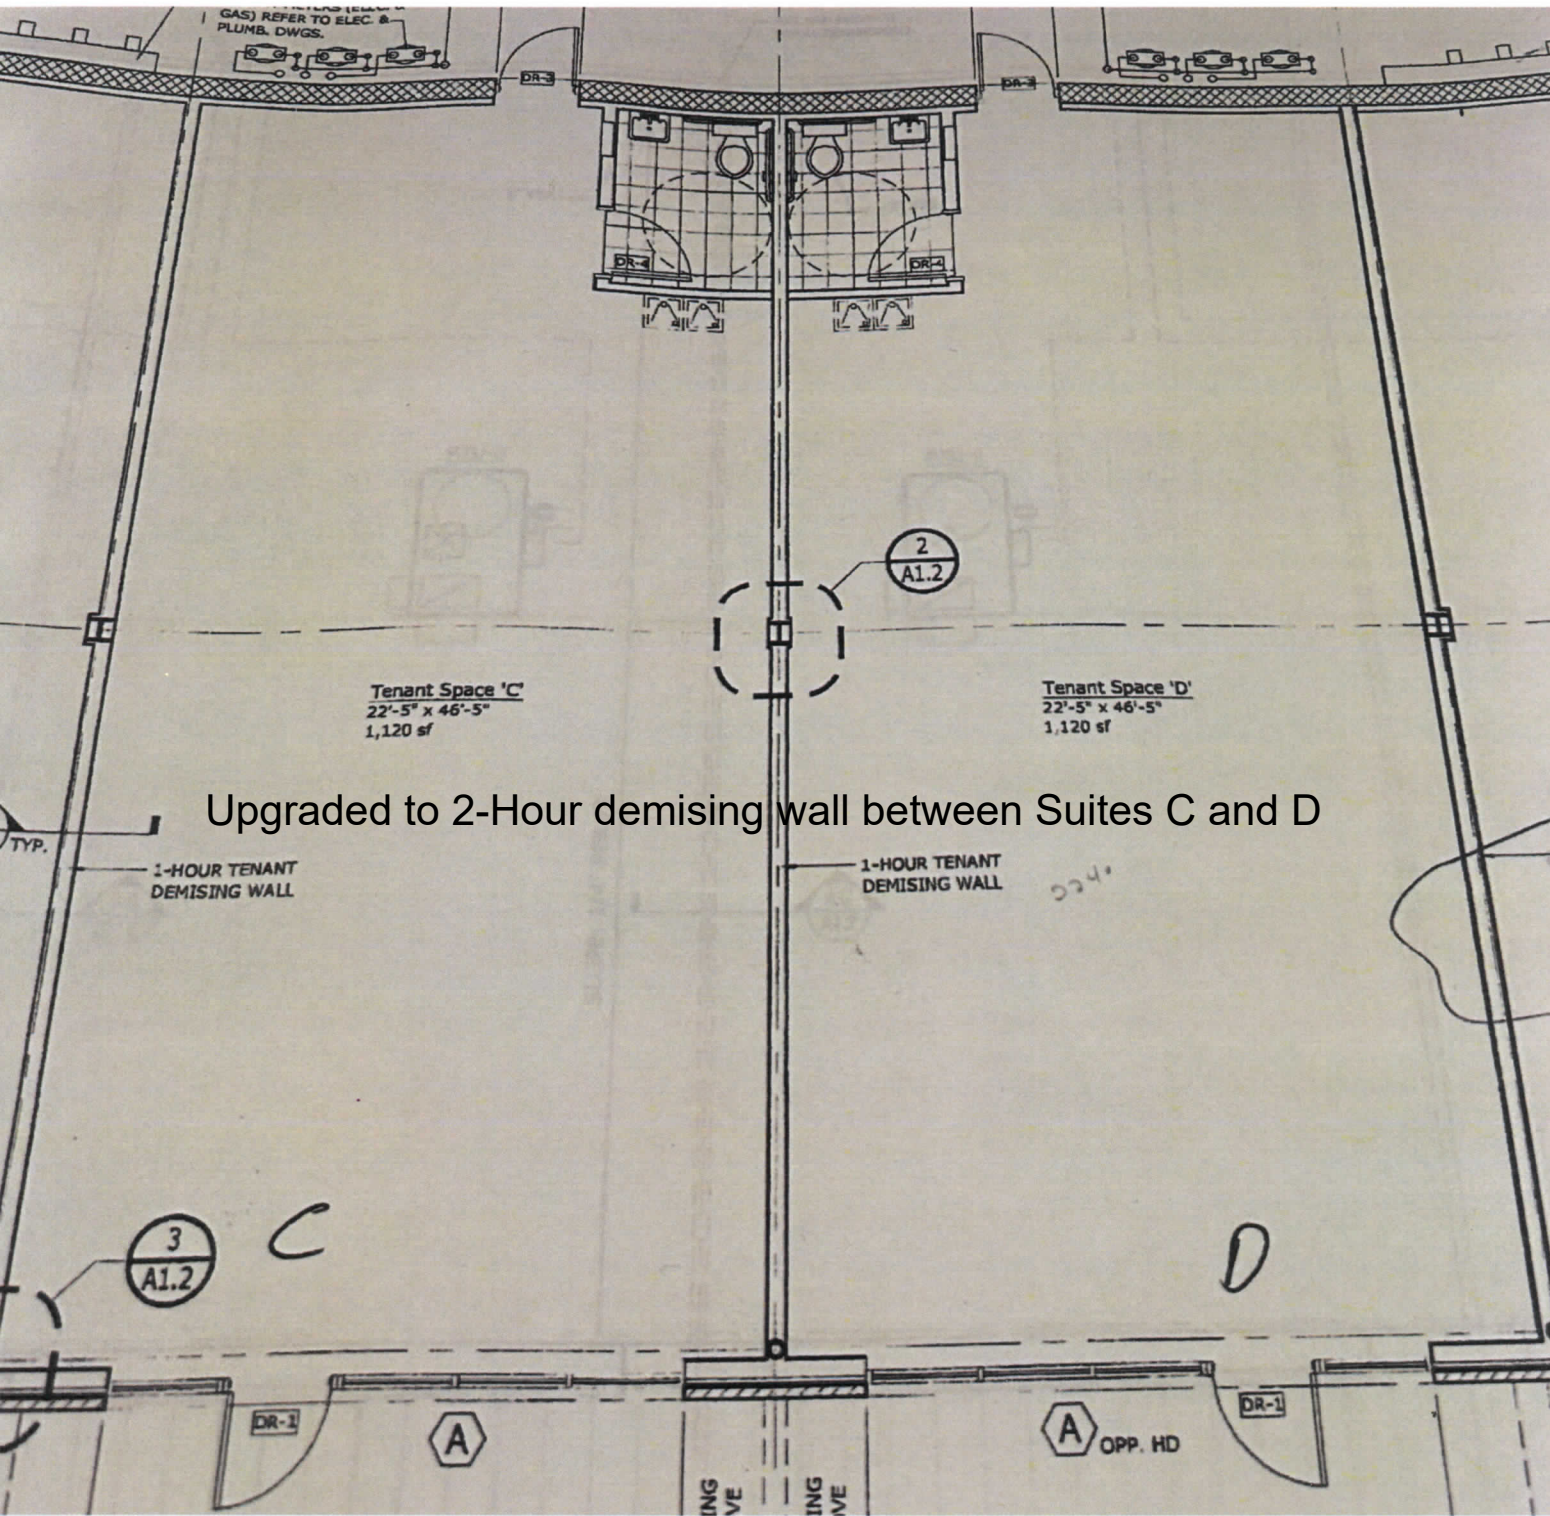 GAS) REFER TO ELEC. &
PLUMB. DWGS.
DR-3
DR-3
DR-4
DR-4
2
A1.2
Tenant Space 'C'
22'-5" x 46'-5"
1,120 sf
Tenant Space 'D'
22'-5" x 46'-5"
1,120 sf
Upgraded to 2-Hour demising wall between Suites C and D
TYP.
1-HOUR TENANT
DEMISING WALL
1-HOUR TENANT
DEMISING WALL
C
D
3
A1.2
DR-1
A
A
OPP. HD
DR-1